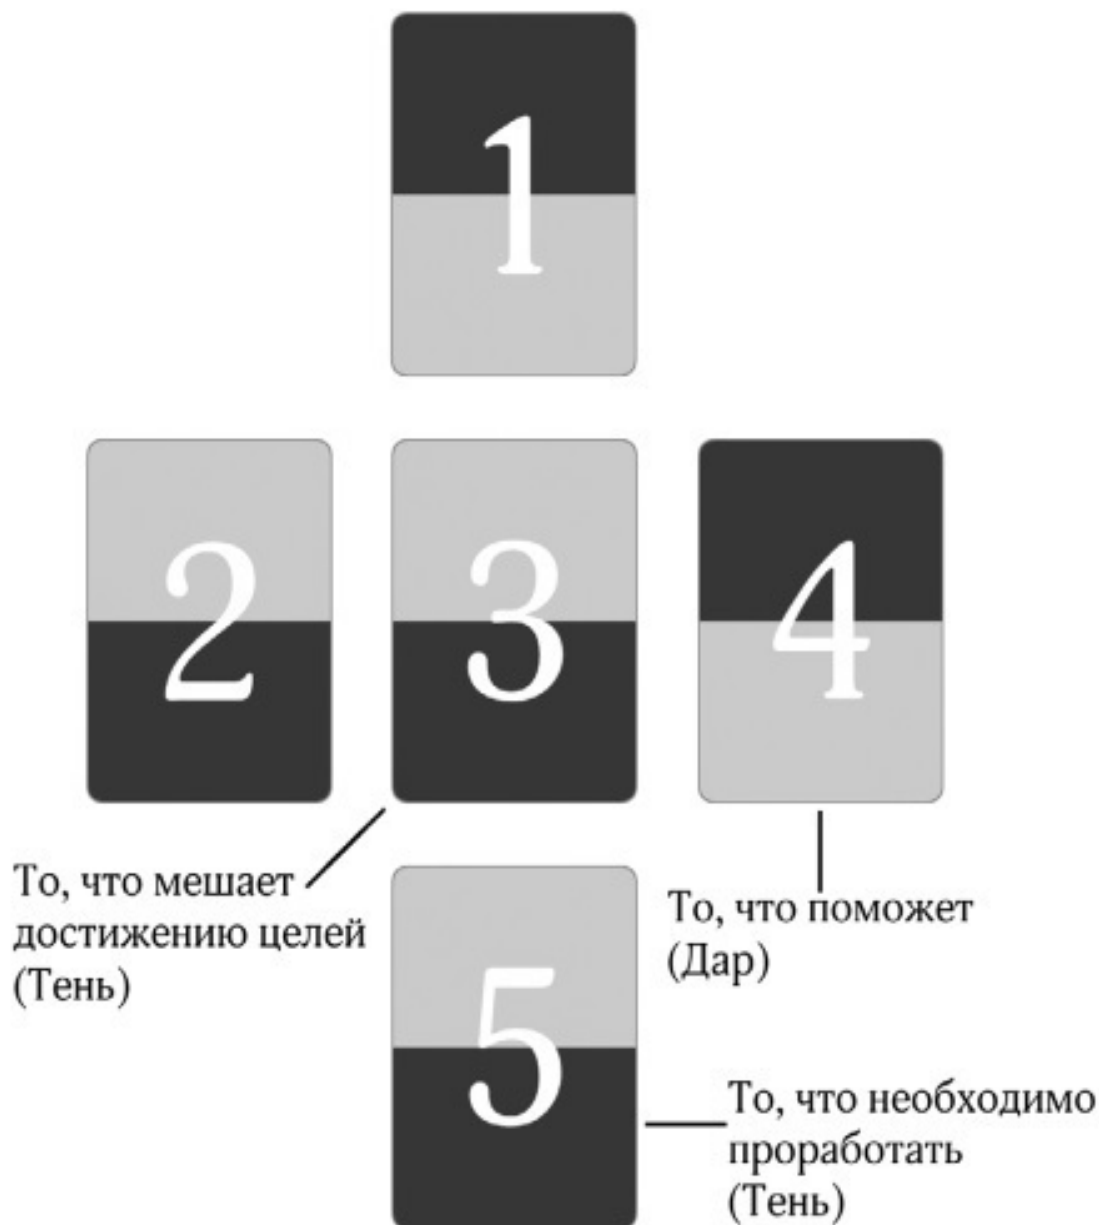 1
2
3
4
То, что мешает
достижению целей
(Тень)
То, что поможет
(Дар)
5
То, что необходимо
проработать
(Тень)